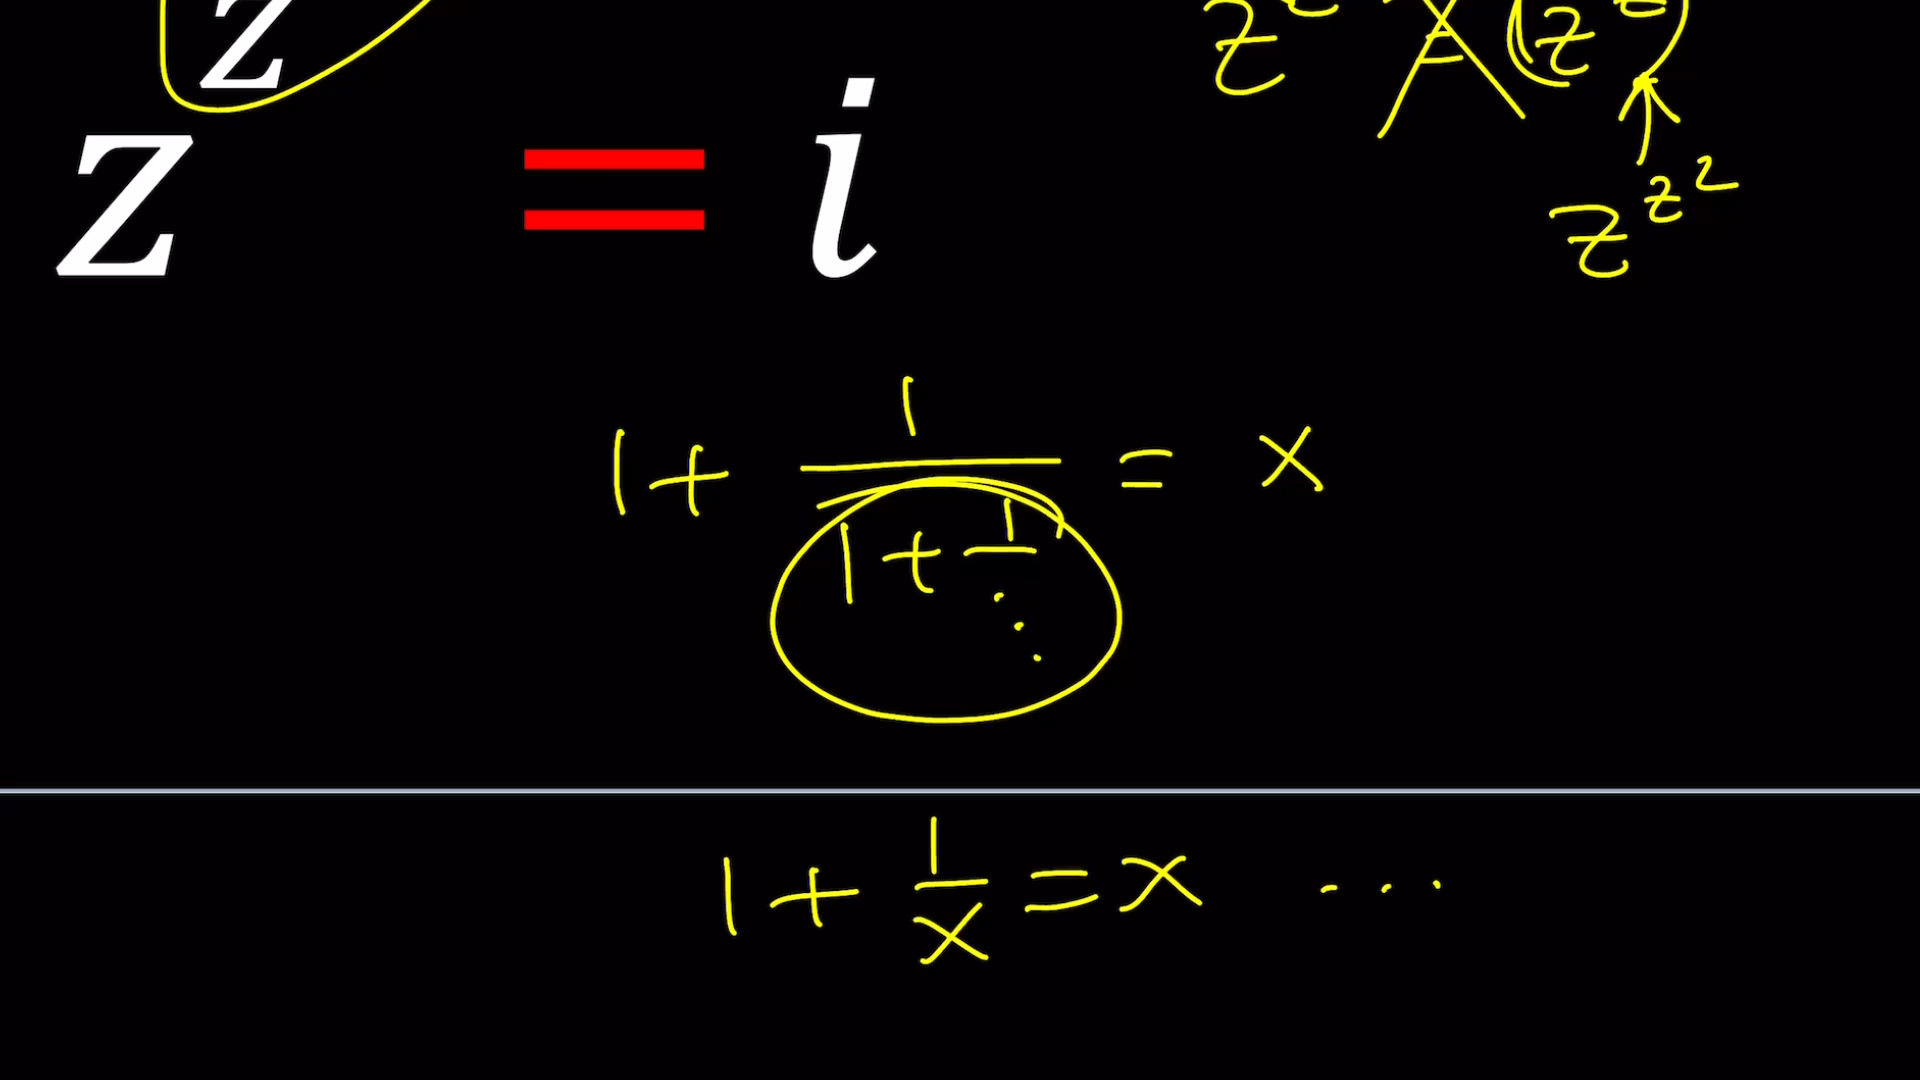 z^z = i
z^z ≠ (z^z)
z^z^2
1 + 1/(1 + 1/⋱) = x
1 + 1/x = x ...